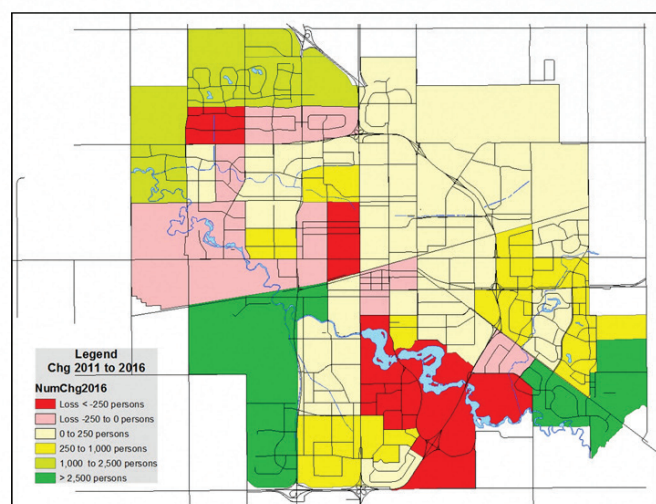 Legend
Chg 2011 to 2016
NumChg2016
Loss < -250 persons
Loss -250 to 0 persons
0 to 250 persons
250 to 1,000 persons
1,000 to 2,500 persons
> 2,500 persons